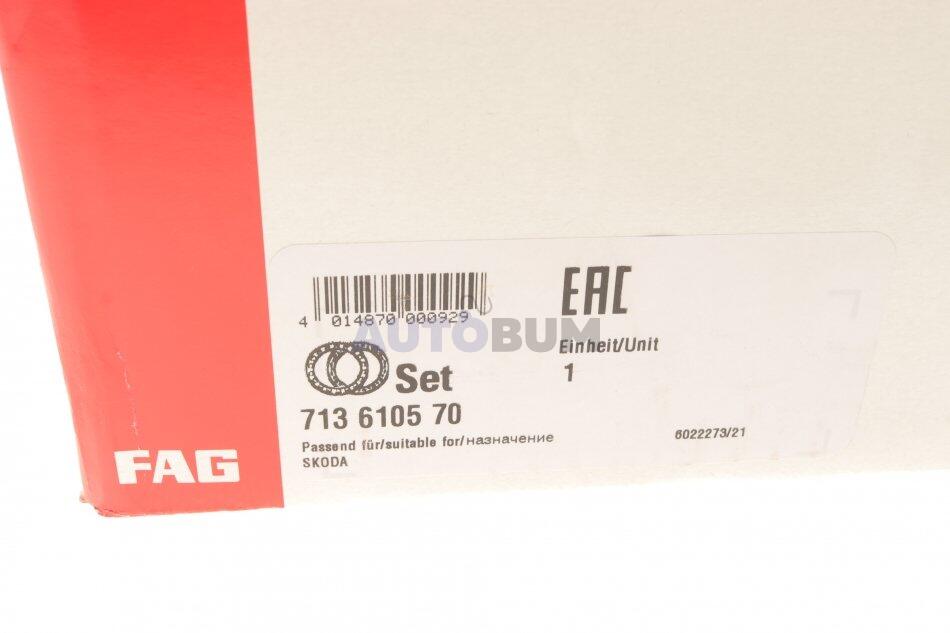 EAC
4 014870 000929
AUTOBUM
Einheit/Unit
1
Set
713 6105 70
Passend für/suitable for/назначение
SKODA
6022273/21
FAG